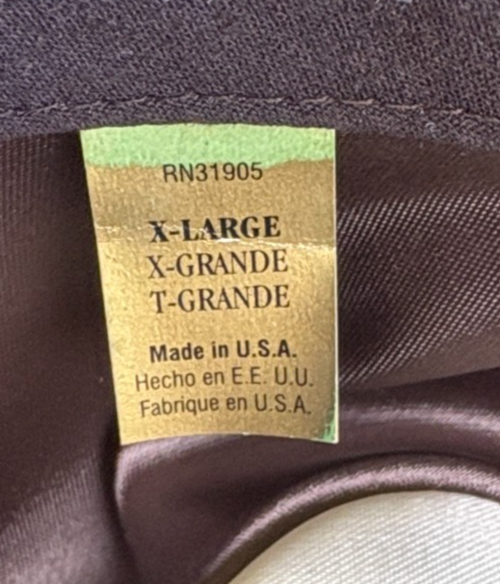 RN31905
X-LARGE
X-GRANDE
T-GRANDE
Made in U.S.A.
Hecho en E.E. U.U.
Fabrique en U.S.A.